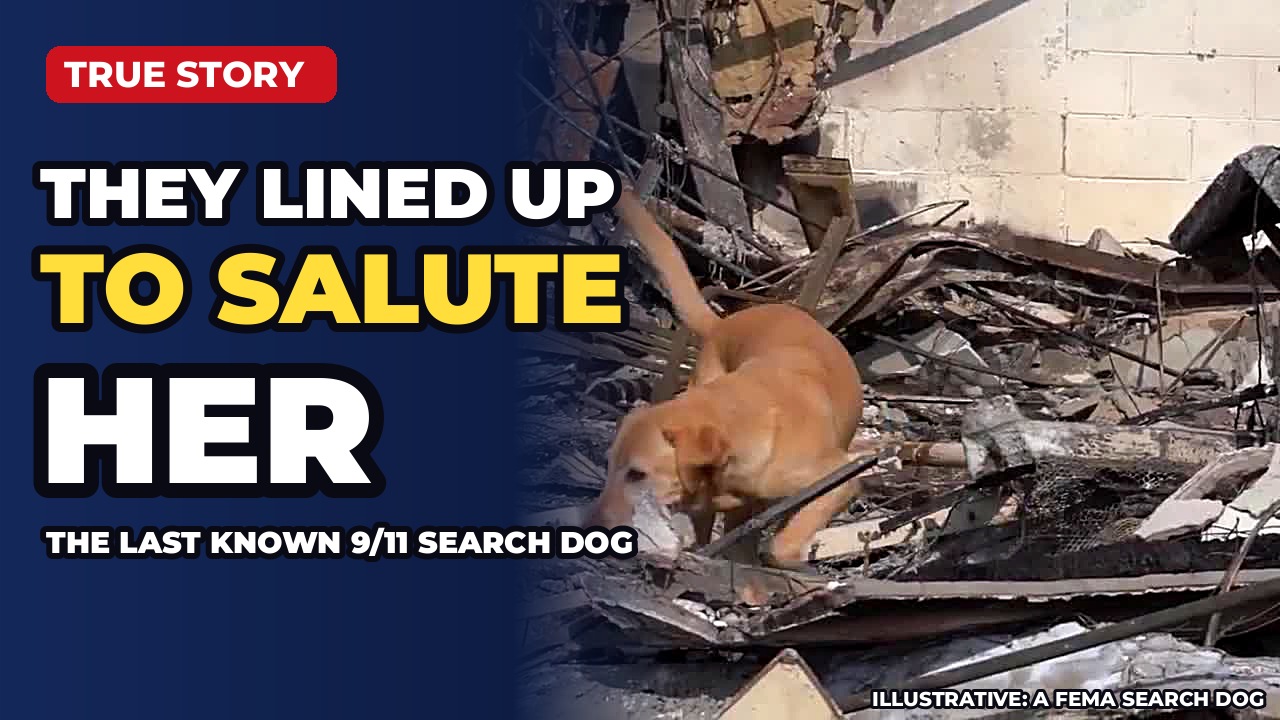 TRUE STORY
THEY LINED UP
TO SALUTE
HER
THE LAST KNOWN 9/11 SEARCH DOG
ILLUSTRATIVE: A FEMA SEARCH DOG